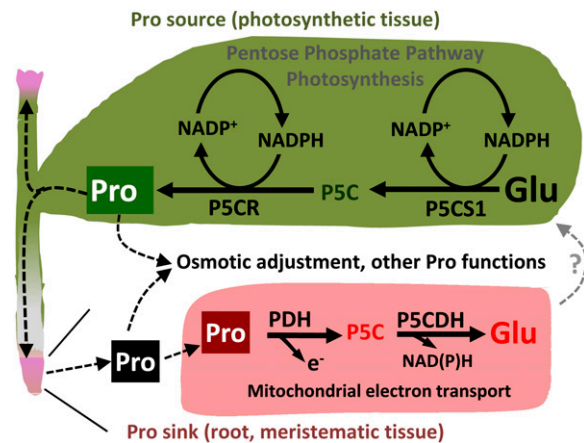 Pro source (photosynthetic tissue)
Pentose Phosphate Pathway
Photosynthesis
NADP+ NADPH NADP+ NADPH
Pro P5C Glu
P5CR P5CS1
Osmotic adjustment, other Pro functions
?
PDH P5CDH
Pro Pro P5C Glu
e- NAD(P)H
Mitochondrial electron transport
Pro sink (root, meristematic tissue)